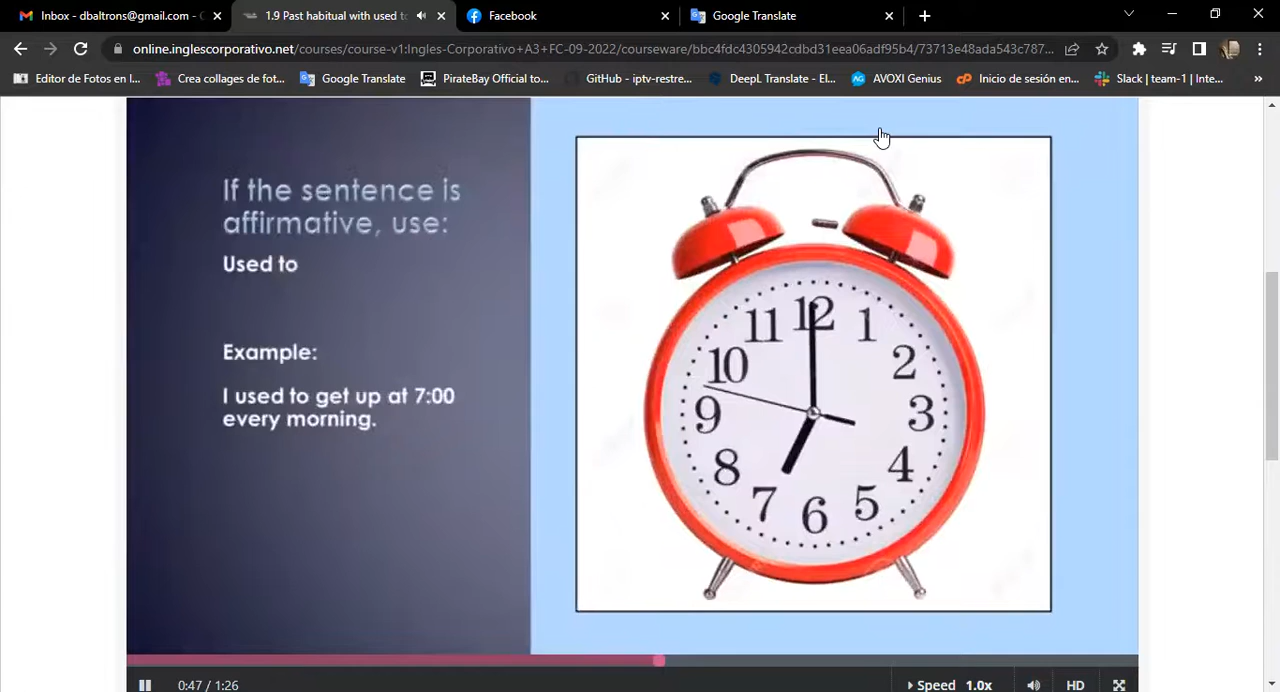 Inbox - dbaltrons@gmail.com - G
1.9 Past habitual with used to
Facebook
Google Translate
online.inglescorporativo.net/courses/course-v1:Ingles-Corporativo+A3+FC-09-2022/courseware/bbc4fdc4305942cdbd31eea06adf95b4/73713e48ada543c787...
Editor de Fotos en l...
Crea collages de fot...
Google Translate
PirateBay Official to...
GitHub - iptv-restre...
DeepL Translate - El...
AVOXI Genius
Inicio de sesión en...
Slack | team-1 | Inte...
If the sentence is
affirmative, use:
Used to
Example:
I used to get up at 7:00
every morning.
12
1
2
3
4
5
6
7
8
9
10
11
0:47 / 1:26
Speed 1.0x
HD